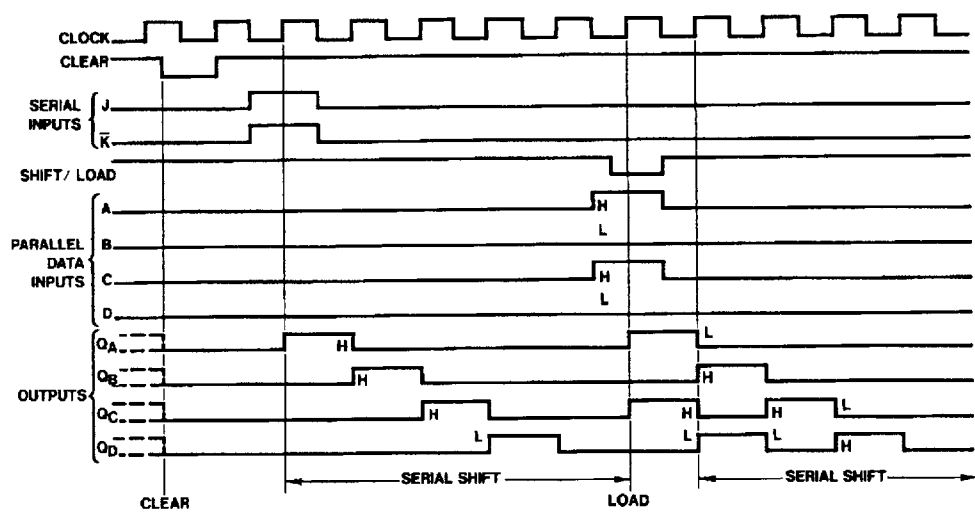 CLOCK
CLEAR
SERIAL INPUTS
J
K̅
SHIFT/ LOAD
PARALLEL DATA INPUTS
A
H
L
B
C
H
L
D
OUTPUTS
QA
H
L
QB
H
H
QC
H
H
H
L
QD
L
L
L
H
SERIAL SHIFT
SERIAL SHIFT
CLEAR
LOAD